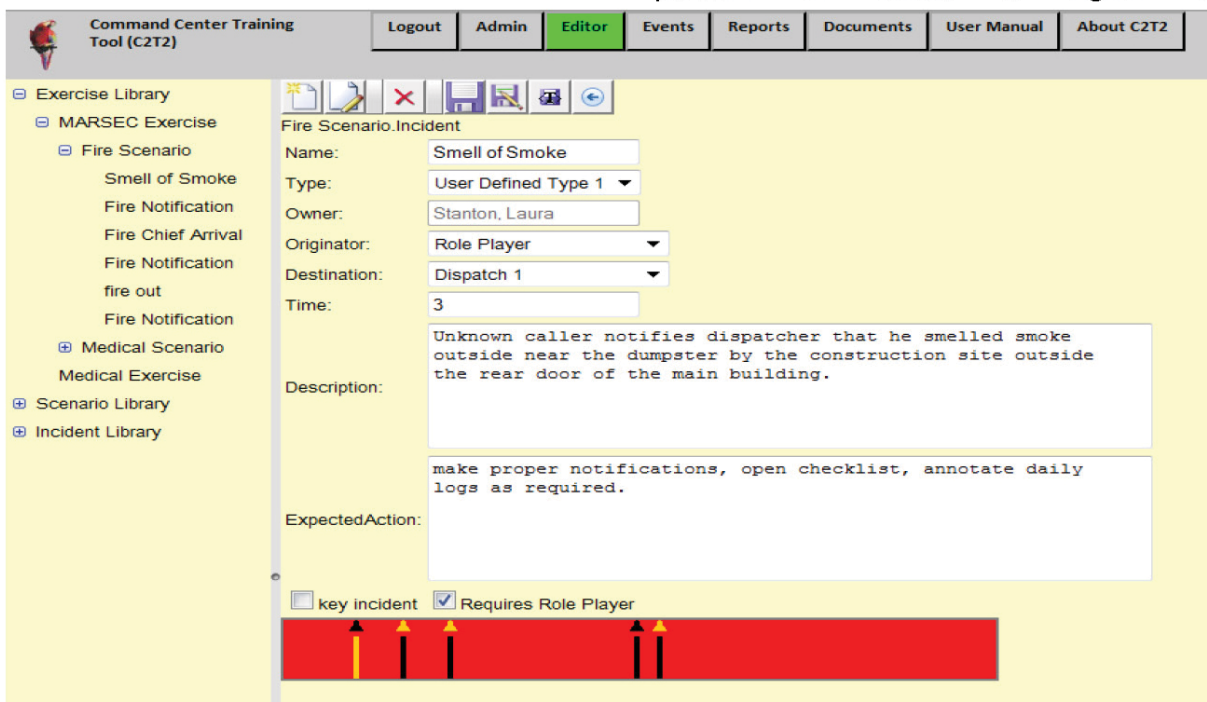 Command Center Training
Tool (C2T2)
Logout
Admin
Editor
Events
Reports
Documents
User Manual
About C2T2
Exercise Library
MARSEC Exercise
Fire Scenario
Smell of Smoke
Fire Notification
Fire Chief Arrival
Fire Notification
fire out
Fire Notification
Medical Scenario
Medical Exercise
Scenario Library
Incident Library
Fire Scenario.Incident
Name: Smell of Smoke
Type: User Defined Type 1
Owner: Stanton, Laura
Originator: Role Player
Destination: Dispatch 1
Time: 3
Description:
Unknown caller notifies dispatcher that he smelled smoke
outside near the dumpster by the construction site outside
the rear door of the main building.
ExpectedAction:
make proper notifications, open checklist, annotate daily
logs as required.
key incident Requires Role Player